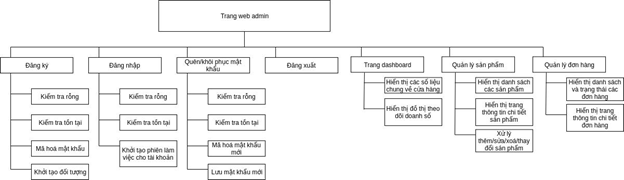 Trang web admin
Đăng ký
Đăng nhập
Quên/khôi phục mật
khẩu
Đăng xuất
Trang dashboard
Quản lý sản phẩm
Quản lý đơn hàng
Kiểm tra rỗng
Kiểm tra tồn tại
Mã hoá mật khẩu
Khởi tạo đối tượng
Kiểm tra rỗng
Kiểm tra tồn tại
Khởi tạo phiên làm
việc cho tài khoản
Kiểm tra rỗng
Kiểm tra tồn tại
Mã hoá mật khẩu
mới
Lưu mật khẩu mới
Hiển thị các số liệu
chung về cửa hàng
Hiển thị đồ thị theo
dõi doanh số
Hiển thị danh sách
các sản phẩm
Hiển thị trang
thông tin chi tiết
sản phẩm
Xử lý
thêm/sửa/xoá/thay
đổi sản phẩm
Hiển thị danh sách
và trạng thái các
đơn hàng
Hiển thị trang
thông tin chi tiết
đơn hàng